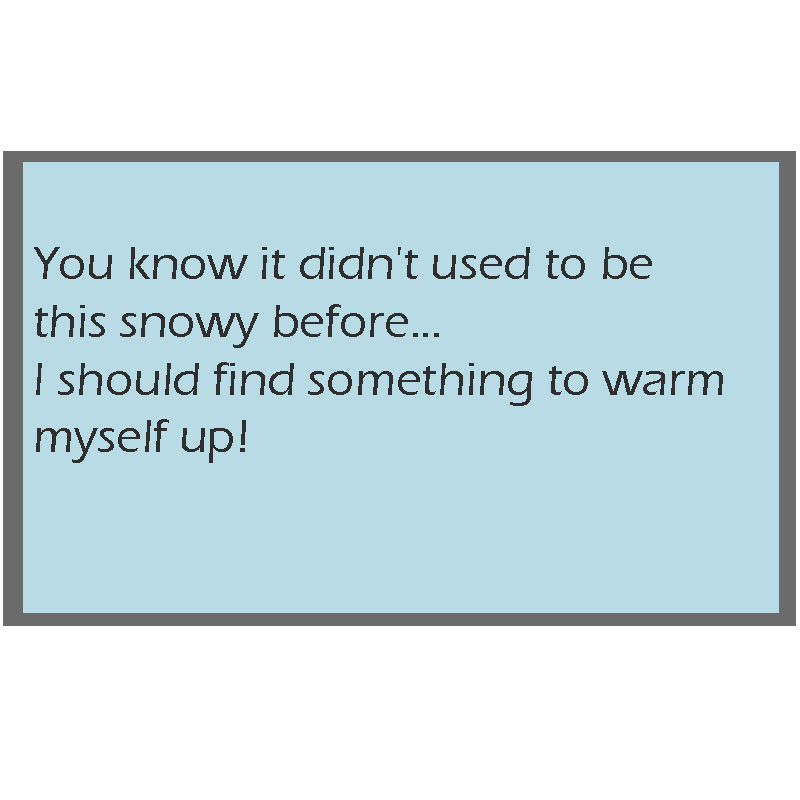 You know it didn't used to be
this snowy before...
I should find something to warm
myself up!